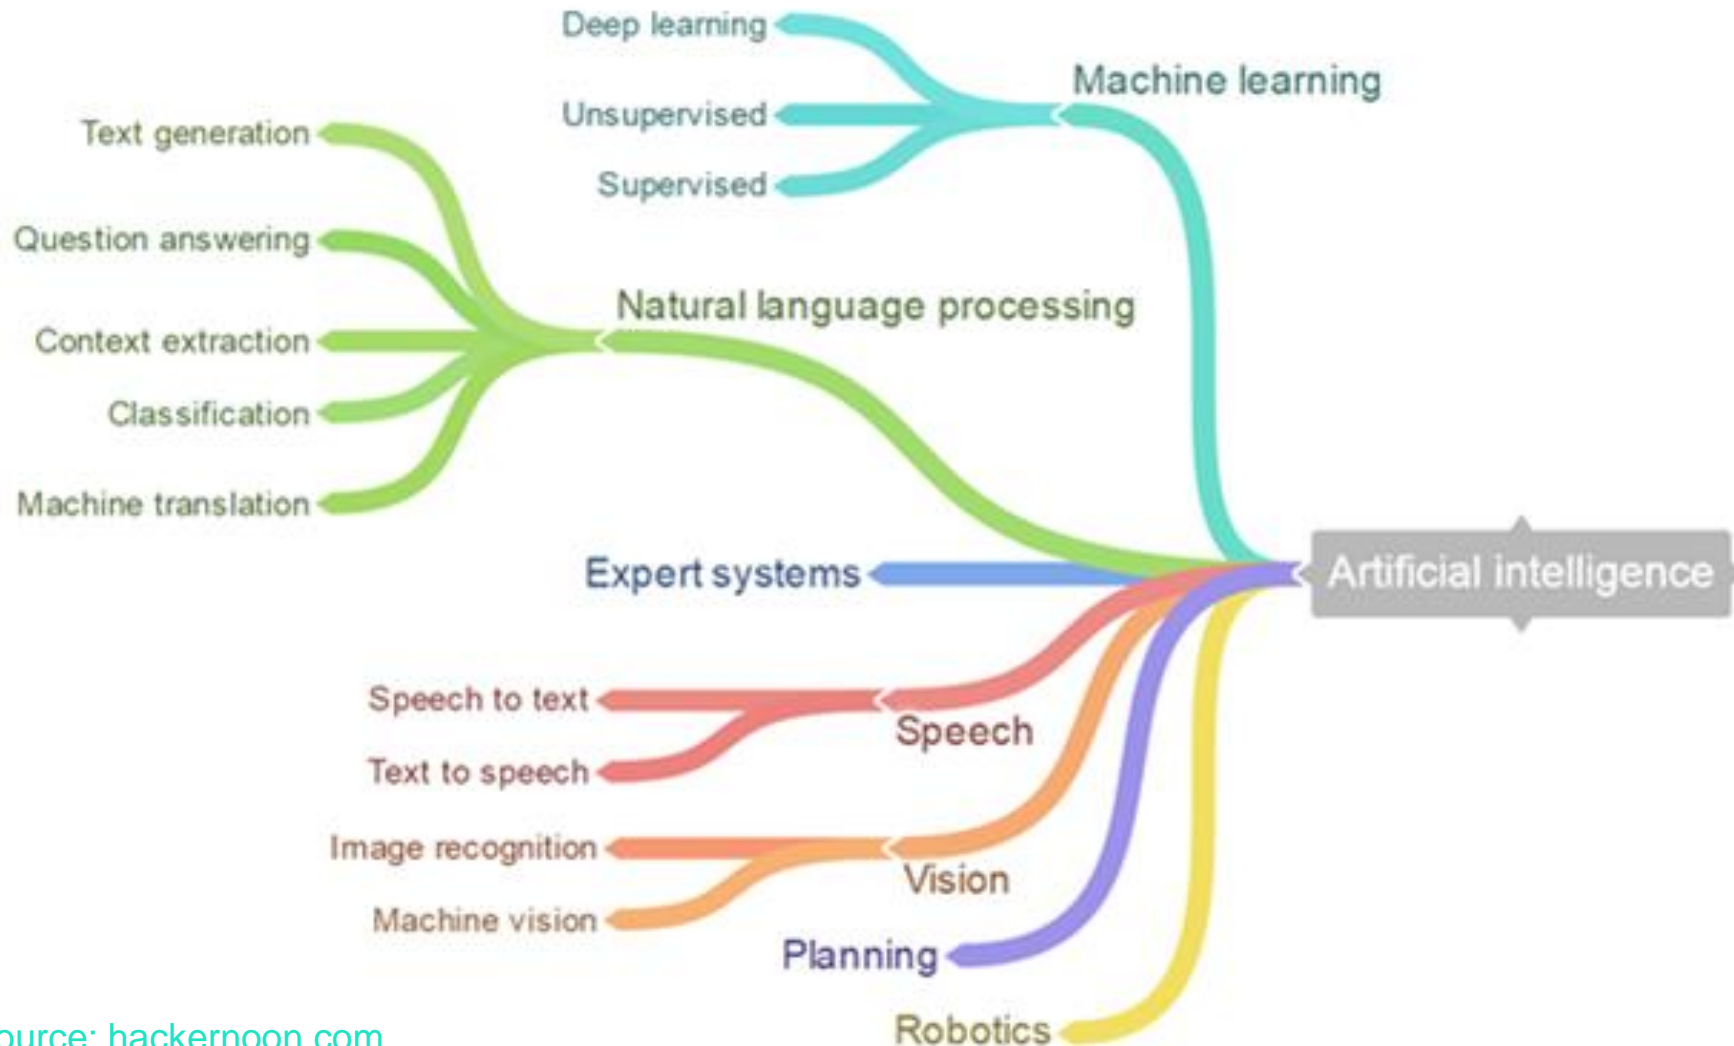 Deep learning
Machine learning
Unsupervised
Text generation
Supervised
Question answering
Natural language processing
Context extraction
Classification
Machine translation
Expert systems
Artificial intelligence
Speech to text
Speech
Text to speech
Image recognition
Vision
Machine vision
Planning
Robotics
ource: hackernoon.com